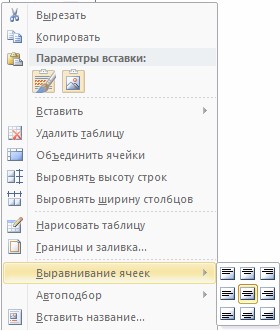 Вырезать
Копировать
Параметры вставки:
Вставить
Удалить таблицу
Объединить ячейки
Выровнять высоту строк
Выровнять ширину столбцов
Нарисовать таблицу
Границы и заливка...
Выравнивание ячеек
Автоподбор
Вставить название...